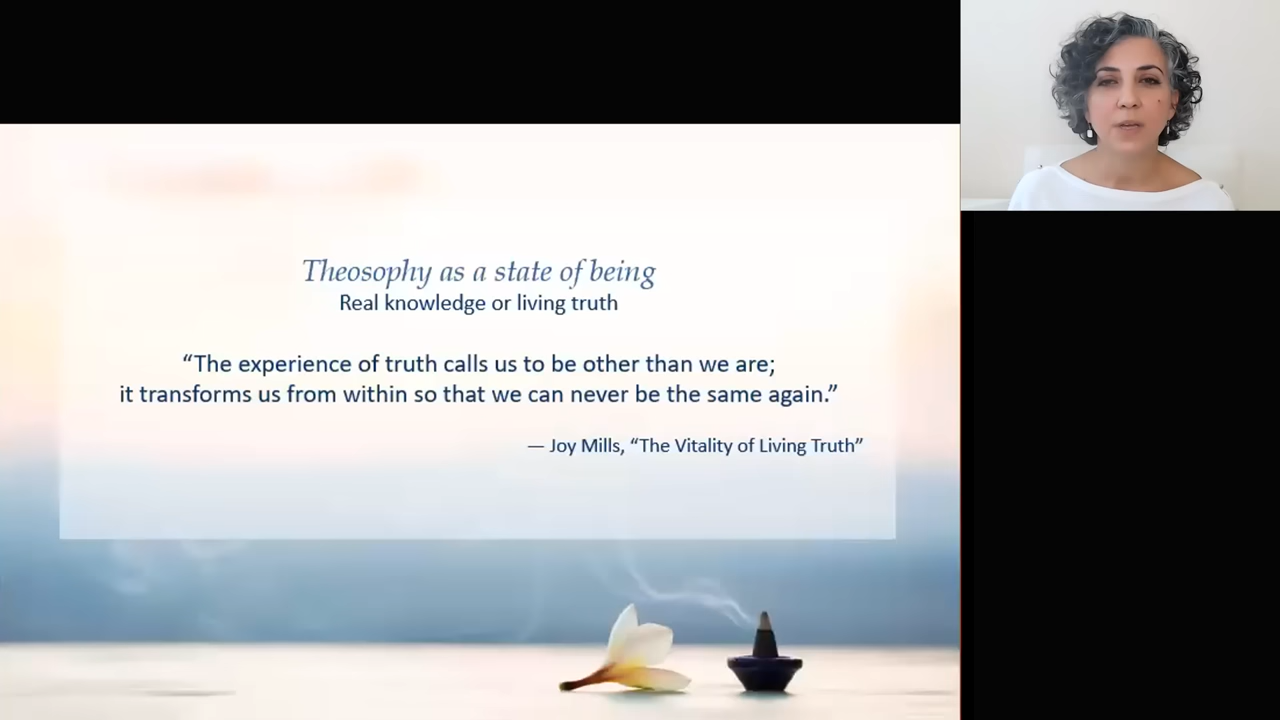 Theosophy as a state of being
Real knowledge or living truth
“The experience of truth calls us to be other than we are;
it transforms us from within so that we can never be the same again.”
— Joy Mills, “The Vitality of Living Truth”